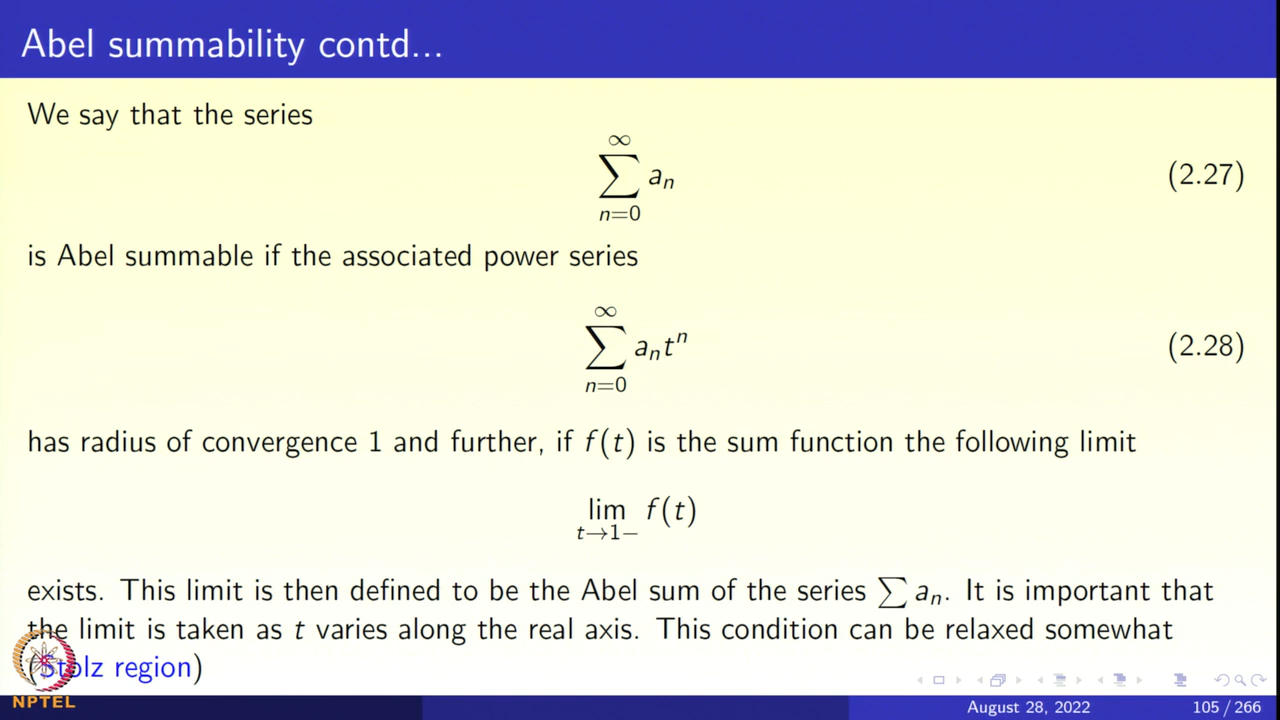 Abel summability contd...
We say that the series
∞
∑ aₙ (2.27)
n=0
is Abel summable if the associated power series
∞
∑ aₙtⁿ (2.28)
n=0
has radius of convergence 1 and further, if f(t) is the sum function the following limit
lim f(t)
t→1−
exists. This limit is then defined to be the Abel sum of the series ∑ aₙ. It is important that
the limit is taken as t varies along the real axis. This condition can be relaxed somewhat
(Stolz region)
NPTEL
August 28, 2022 105 / 266